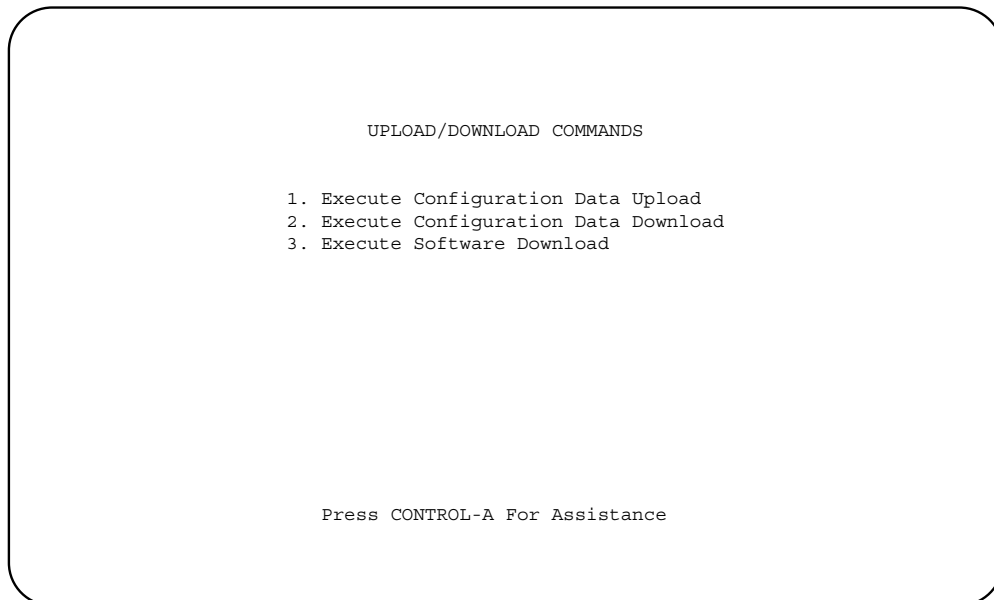 UPLOAD/DOWNLOAD COMMANDS
1. Execute Configuration Data Upload
2. Execute Configuration Data Download
3. Execute Software Download
Press CONTROL-A For Assistance